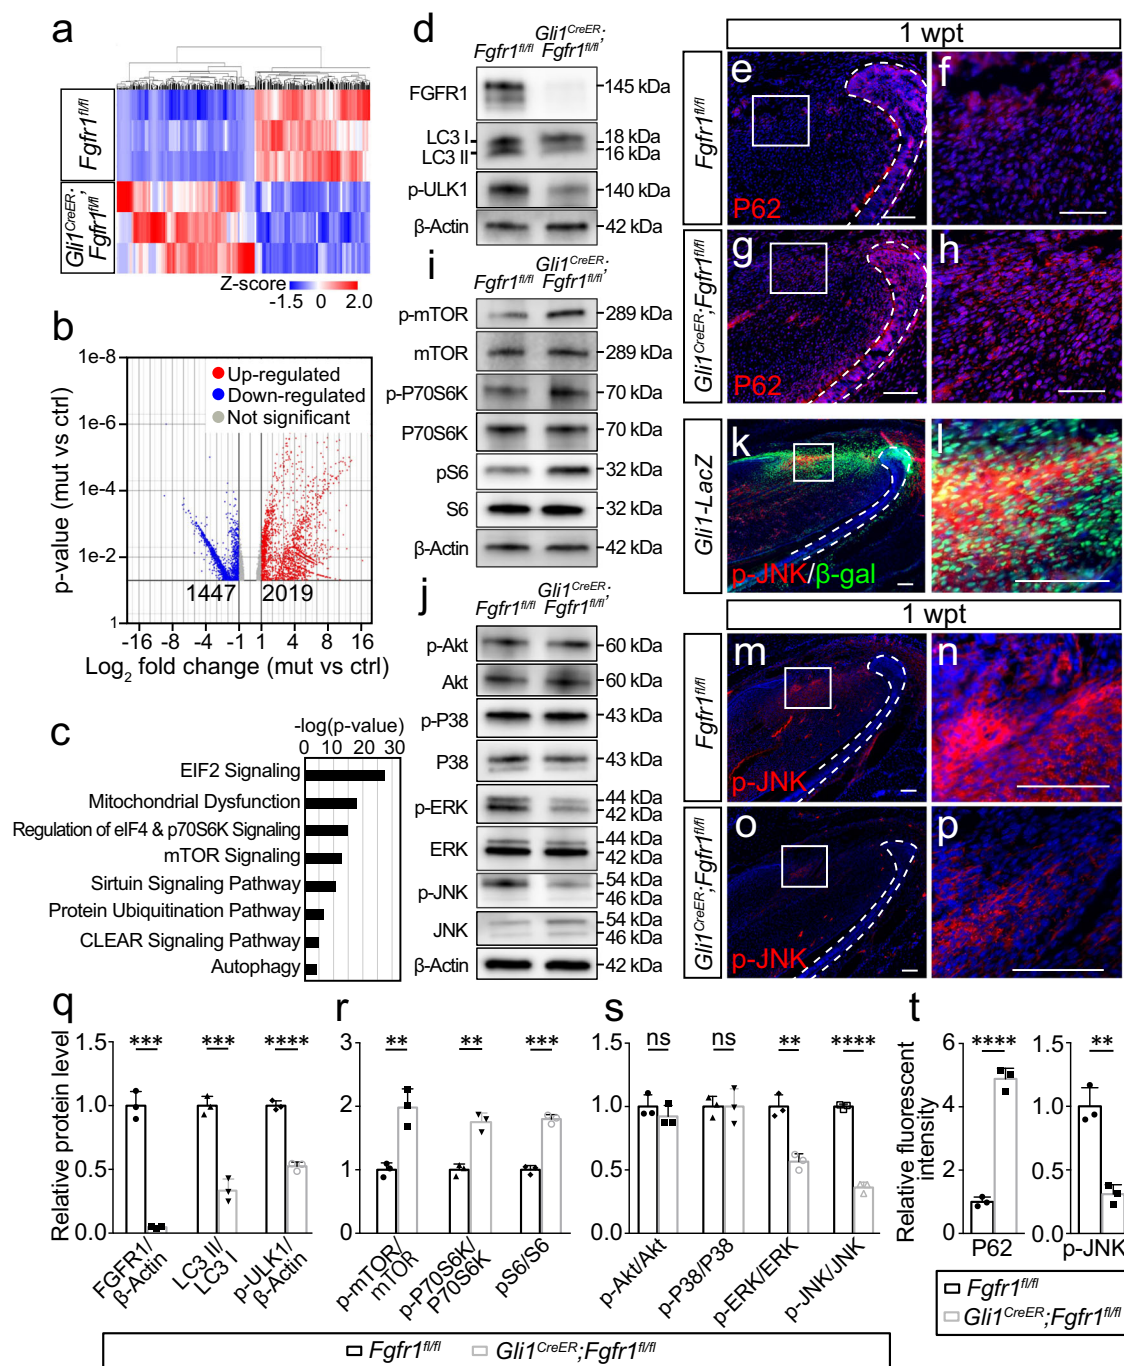 a
Fgfr1fl/fl
Gli1CreER;
Fgfr1fl/fl
Z-score
-1.5 0 2.0
b
1e-8
1e-6
1e-4
1e-2
1
p-value (mut vs ctrl)
Up-regulated
Down-regulated
Not significant
1447
2019
-16 -4 -1 1 4 16
Log2 fold change (mut vs ctrl)
c
-log(p-value)
0 10 20 30
EIF2 Signaling
Mitochondrial Dysfunction
Regulation of eIF4 & p70S6K Signaling
mTOR Signaling
Sirtuin Signaling Pathway
Protein Ubiquitination Pathway
CLEAR Signaling Pathway
Autophagy
d
Fgfr1fl/fl
Gli1CreER;
Fgfr1fl/fl
FGFR1
145 kDa
LC3 I
18 kDa
LC3 II
16 kDa
p-ULK1
140 kDa
β-Actin
42 kDa
i
Fgfr1fl/fl
Gli1CreER;
Fgfr1fl/fl
p-mTOR
289 kDa
mTOR
289 kDa
p-P70S6K
70 kDa
P70S6K
70 kDa
pS6
32 kDa
S6
32 kDa
β-Actin
42 kDa
j
Fgfr1fl/fl
Gli1CreER;
Fgfr1fl/fl
p-Akt
60 kDa
Akt
60 kDa
p-P38
43 kDa
P38
43 kDa
p-ERK
44 kDa
42 kDa
ERK
44 kDa
42 kDa
p-JNK
54 kDa
46 kDa
JNK
54 kDa
46 kDa
β-Actin
42 kDa
1 wpt
Fgfr1fl/fl
e
P62
f
Gli1CreER;Fgfr1fl/fl
g
P62
h
Gli1-LacZ
k
p-JNK/β-gal
l
1 wpt
Fgfr1fl/fl
m
p-JNK
n
Gli1CreER;Fgfr1fl/fl
o
p-JNK
p
q
Relative protein level
1.5
1.0
0.5
0.0
*** *** ****
FGFR1/
β-Actin
LC3 II/
LC3 I
p-ULK1/
β-Actin
r
3
2
1
0
** ** ***
p-mTOR/
mTOR
p-P70S6K/
P70S6K
pS6/S6
s
1.5
1.0
0.5
0.0
ns ns ** ****
p-Akt/Akt
p-P38/P38
p-ERK/ERK
p-JNK/JNK
Fgfr1fl/fl
Gli1CreER;Fgfr1fl/fl
t
Relative fluorescent
intensity
6
4
2
0
****
P62
1.5
1.0
0.5
0.0
**
p-JNK
Fgfr1fl/fl
Gli1CreER;Fgfr1fl/fl